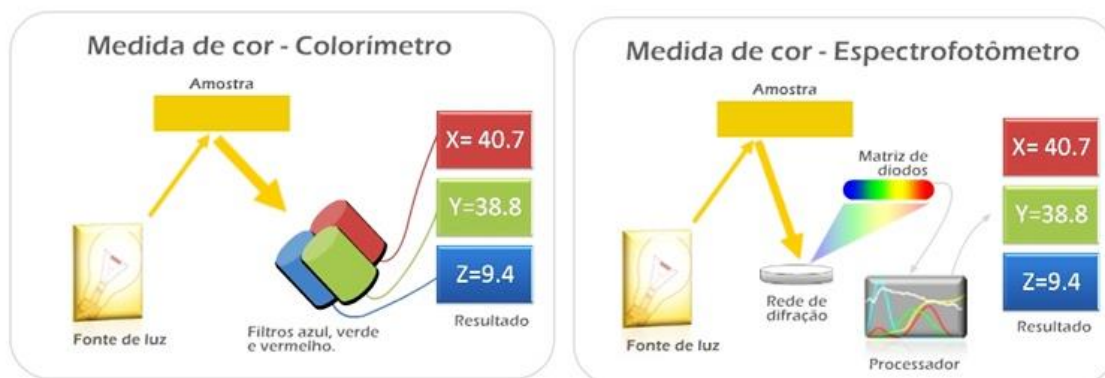 Medida de cor - Colorímetro
Amostra
X= 40.7
Y=38.8
Z=9.4
Resultado
Fonte de luz
Filtros azul, verde
e vermelho.
Medida de cor - Espectrofotômetro
Amostra
Matriz de
diodos
X= 40.7
Y=38.8
Z=9.4
Resultado
Rede de
difração
Fonte de luz
Processador